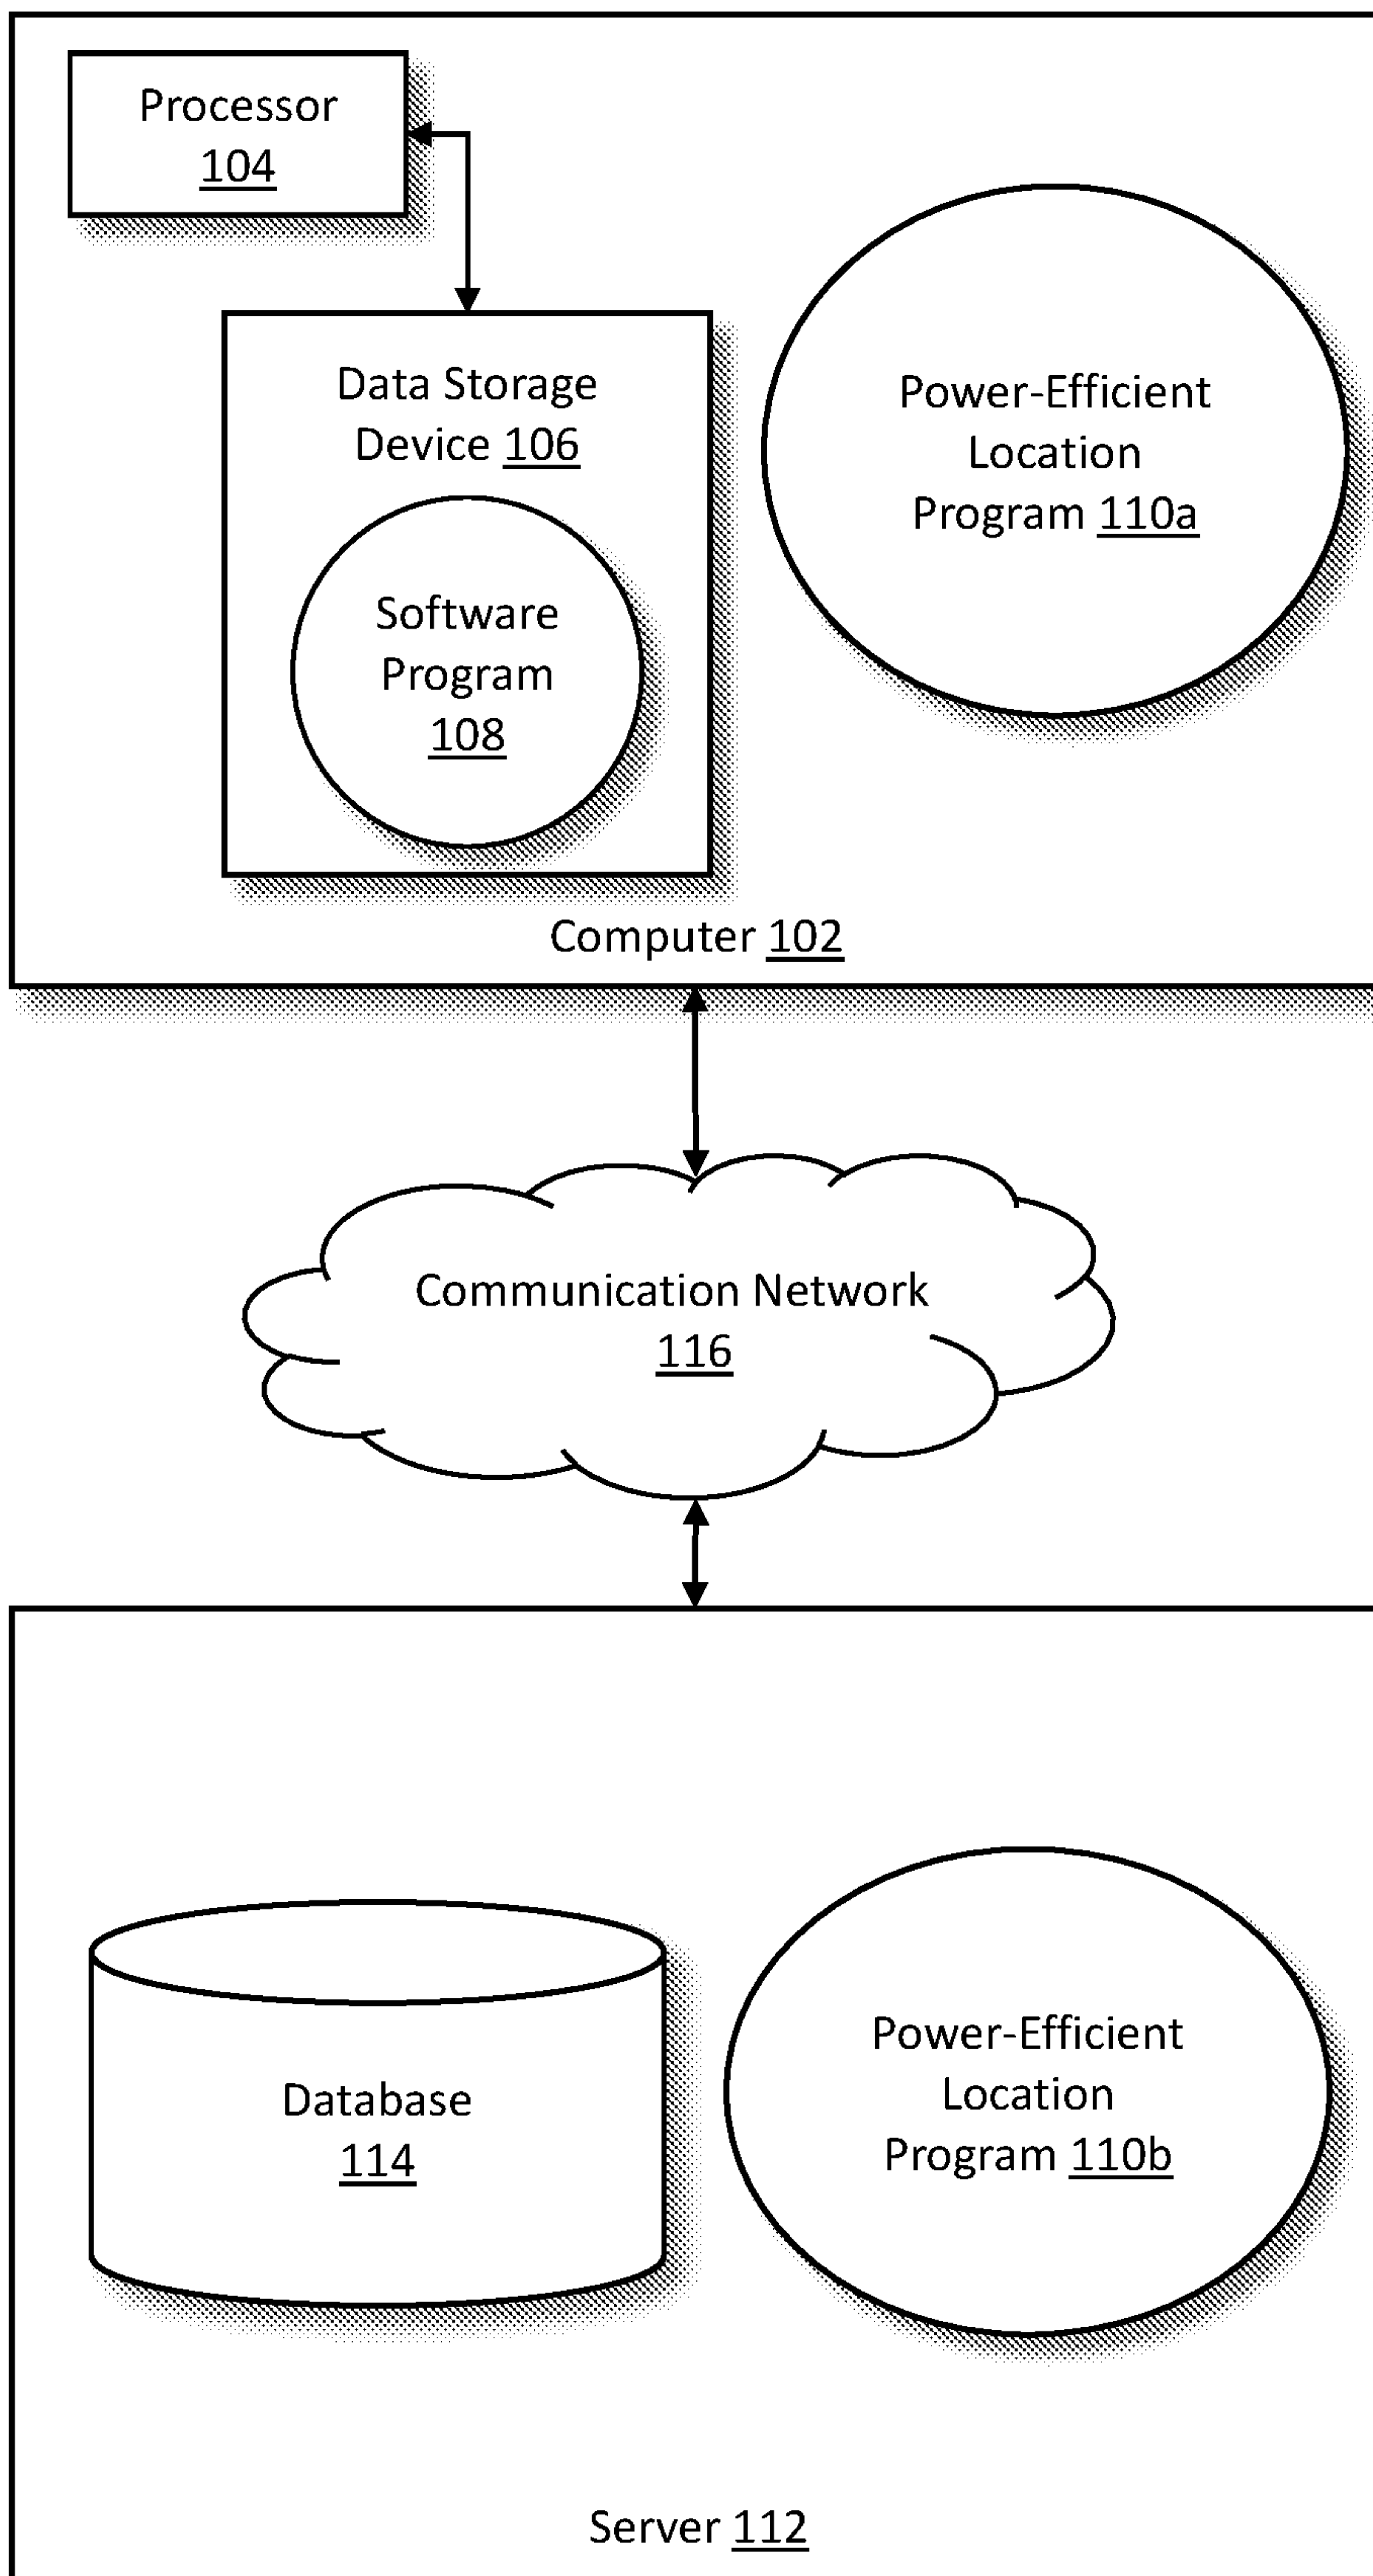 Processor
104
Data Storage
Device 106
Software
Program
108
Power-Efficient
Location
Program 110a
Computer 102
Communication Network
116
Database
114
Power-Efficient
Location
Program 110b
Server 112